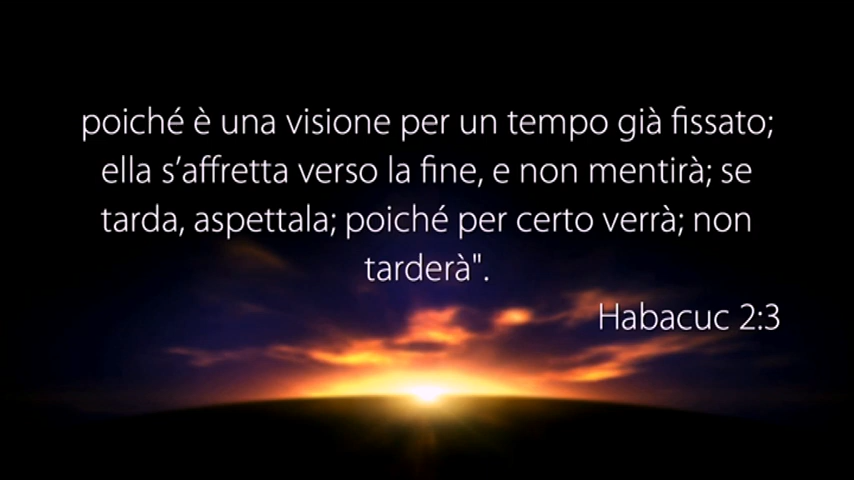 poiché è una visione per un tempo già fissato;
ella s’affretta verso la fine, e non mentirà; se
tarda, aspettala; poiché per certo verrà; non
tarderà".
Habacuc 2:3